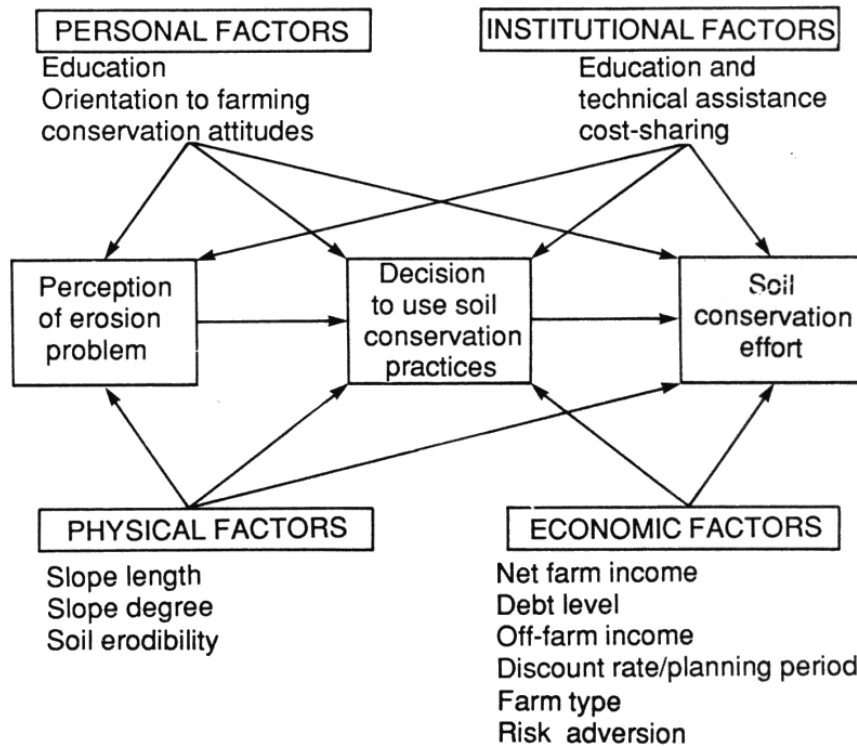 PERSONAL FACTORS
Education
Orientation to farming
conservation attitudes
INSTITUTIONAL FACTORS
Education and
technical assistance
cost-sharing
Perception
of erosion
problem
Decision
to use soil
conservation
practices
Soil
conservation
effort
PHYSICAL FACTORS
Slope length
Slope degree
Soil erodibility
ECONOMIC FACTORS
Net farm income
Debt level
Off-farm income
Discount rate/planning period
Farm type
Risk adversion